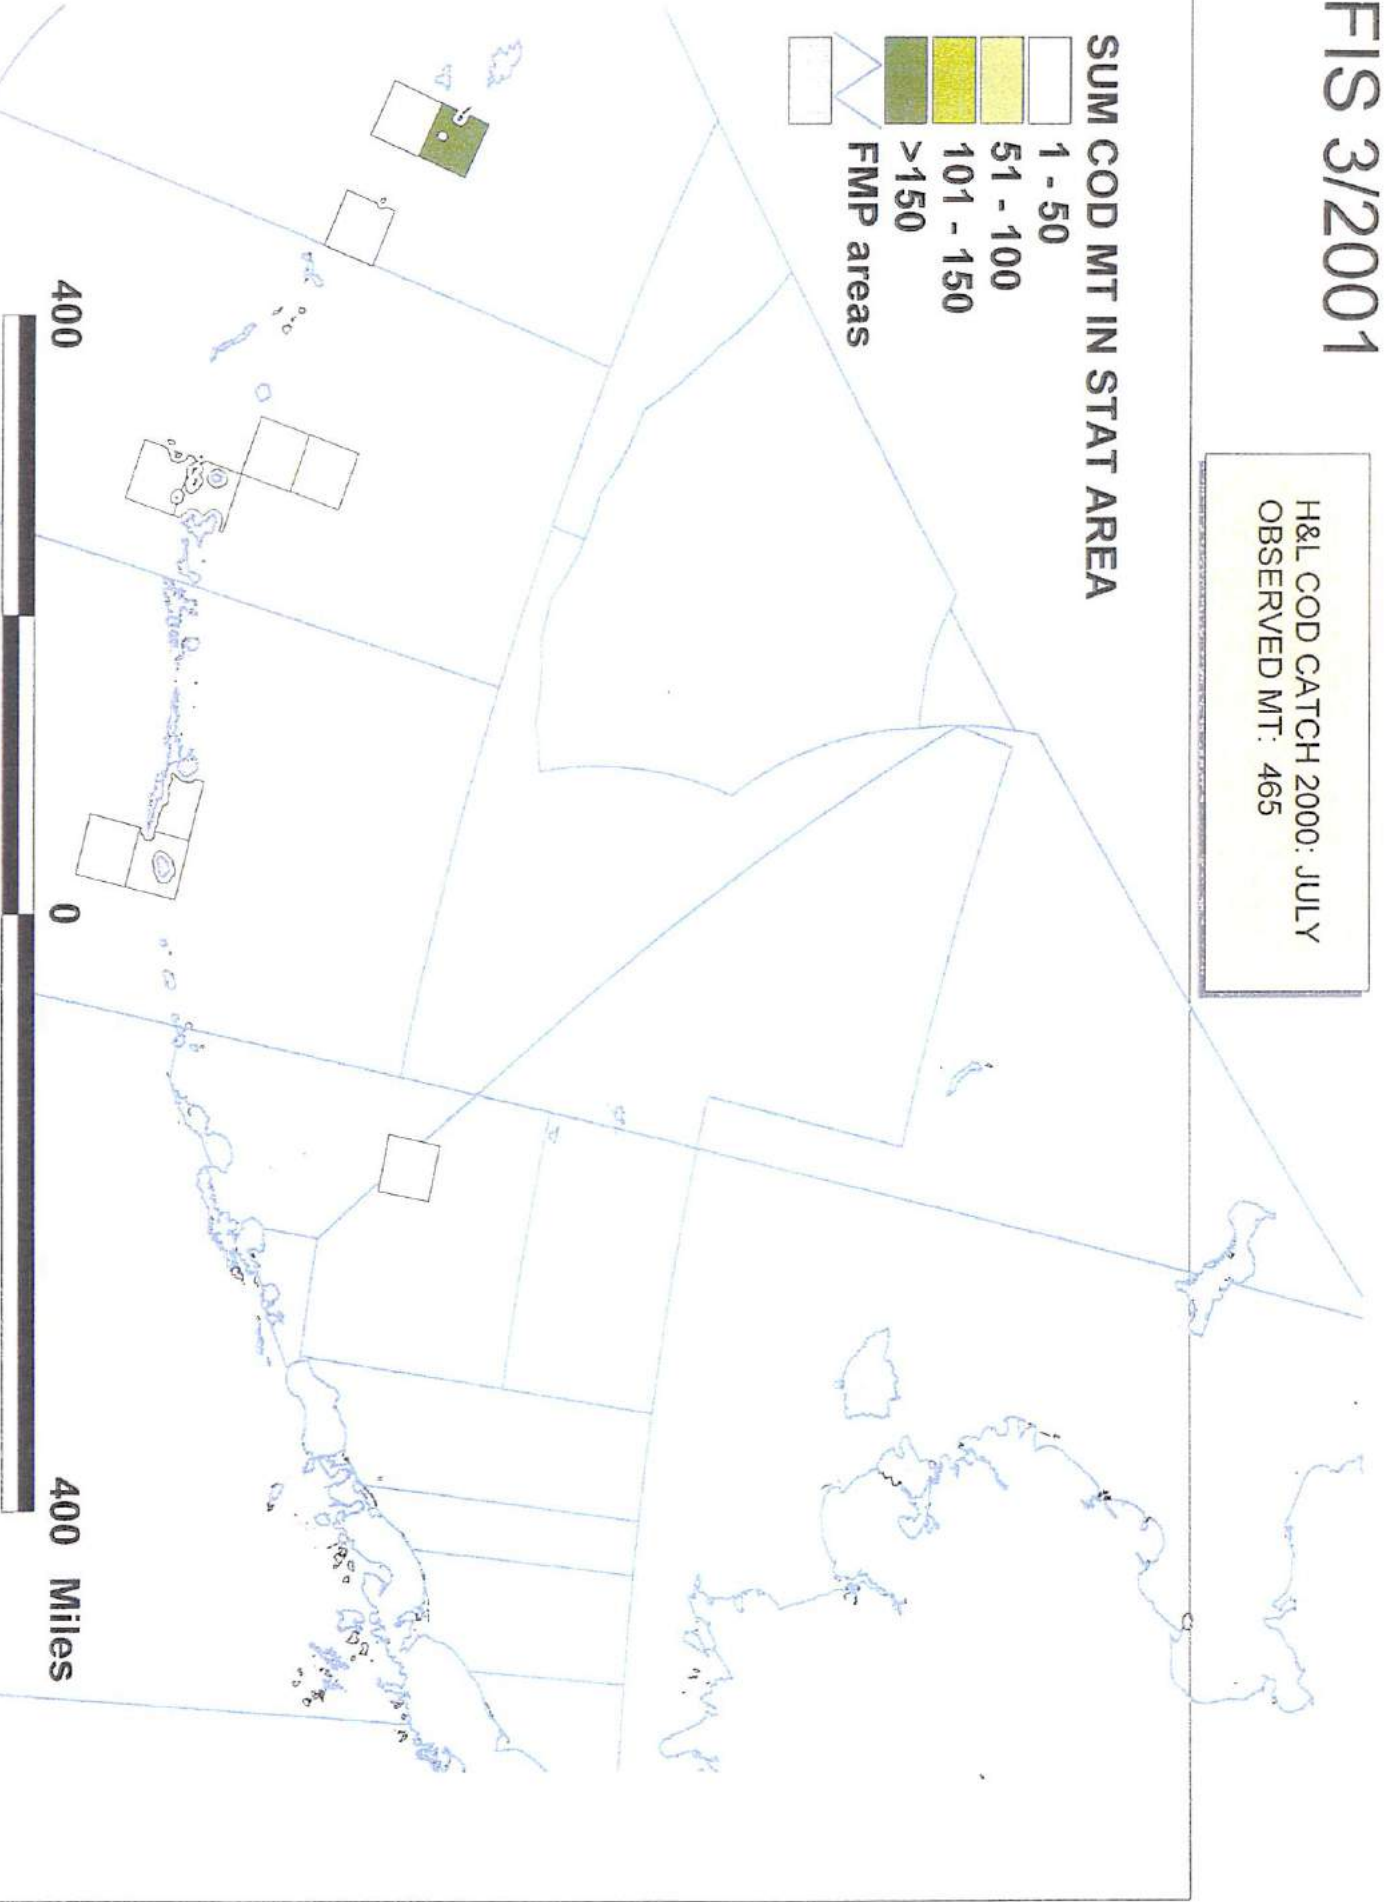 FIS 3/2001
H&L COD CATCH 2000: JULY
OBSERVED MT: 465
SUM COD MT IN STAT AREA
1 - 50
51 - 100
101 - 150
>150
FMP areas
400 0 400 Miles